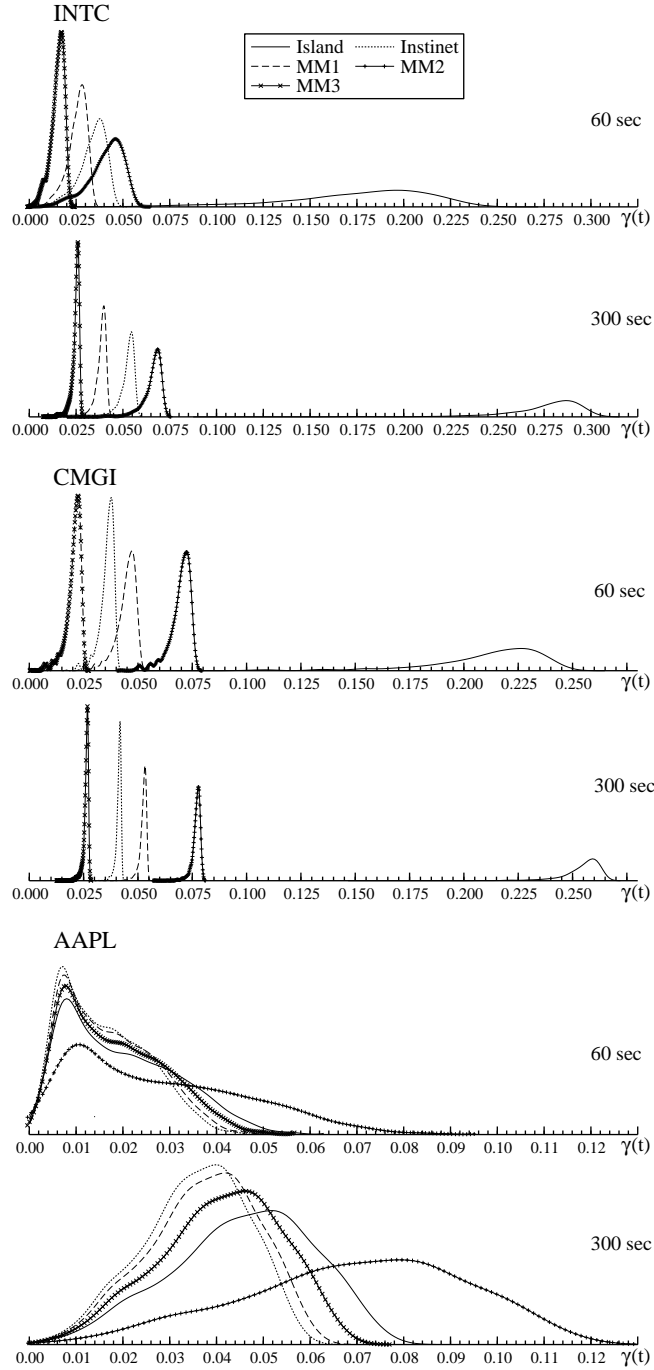 INTC
Island Instinet
MM1 MM2
MM3
60 sec
0.000 0.025 0.050 0.075 0.100 0.125 0.150 0.175 0.200 0.225 0.250 0.275 0.300 γ(t)
300 sec
0.000 0.025 0.050 0.075 0.100 0.125 0.150 0.175 0.200 0.225 0.250 0.275 0.300 γ(t)
CMGI
60 sec
0.000 0.025 0.050 0.075 0.100 0.125 0.150 0.175 0.200 0.225 0.250 γ(t)
300 sec
0.000 0.025 0.050 0.075 0.100 0.125 0.150 0.175 0.200 0.225 0.250 γ(t)
AAPL
60 sec
0.00 0.01 0.02 0.03 0.04 0.05 0.06 0.07 0.08 0.09 0.10 0.11 0.12 γ(t)
300 sec
0.00 0.01 0.02 0.03 0.04 0.05 0.06 0.07 0.08 0.09 0.10 0.11 0.12 γ(t)